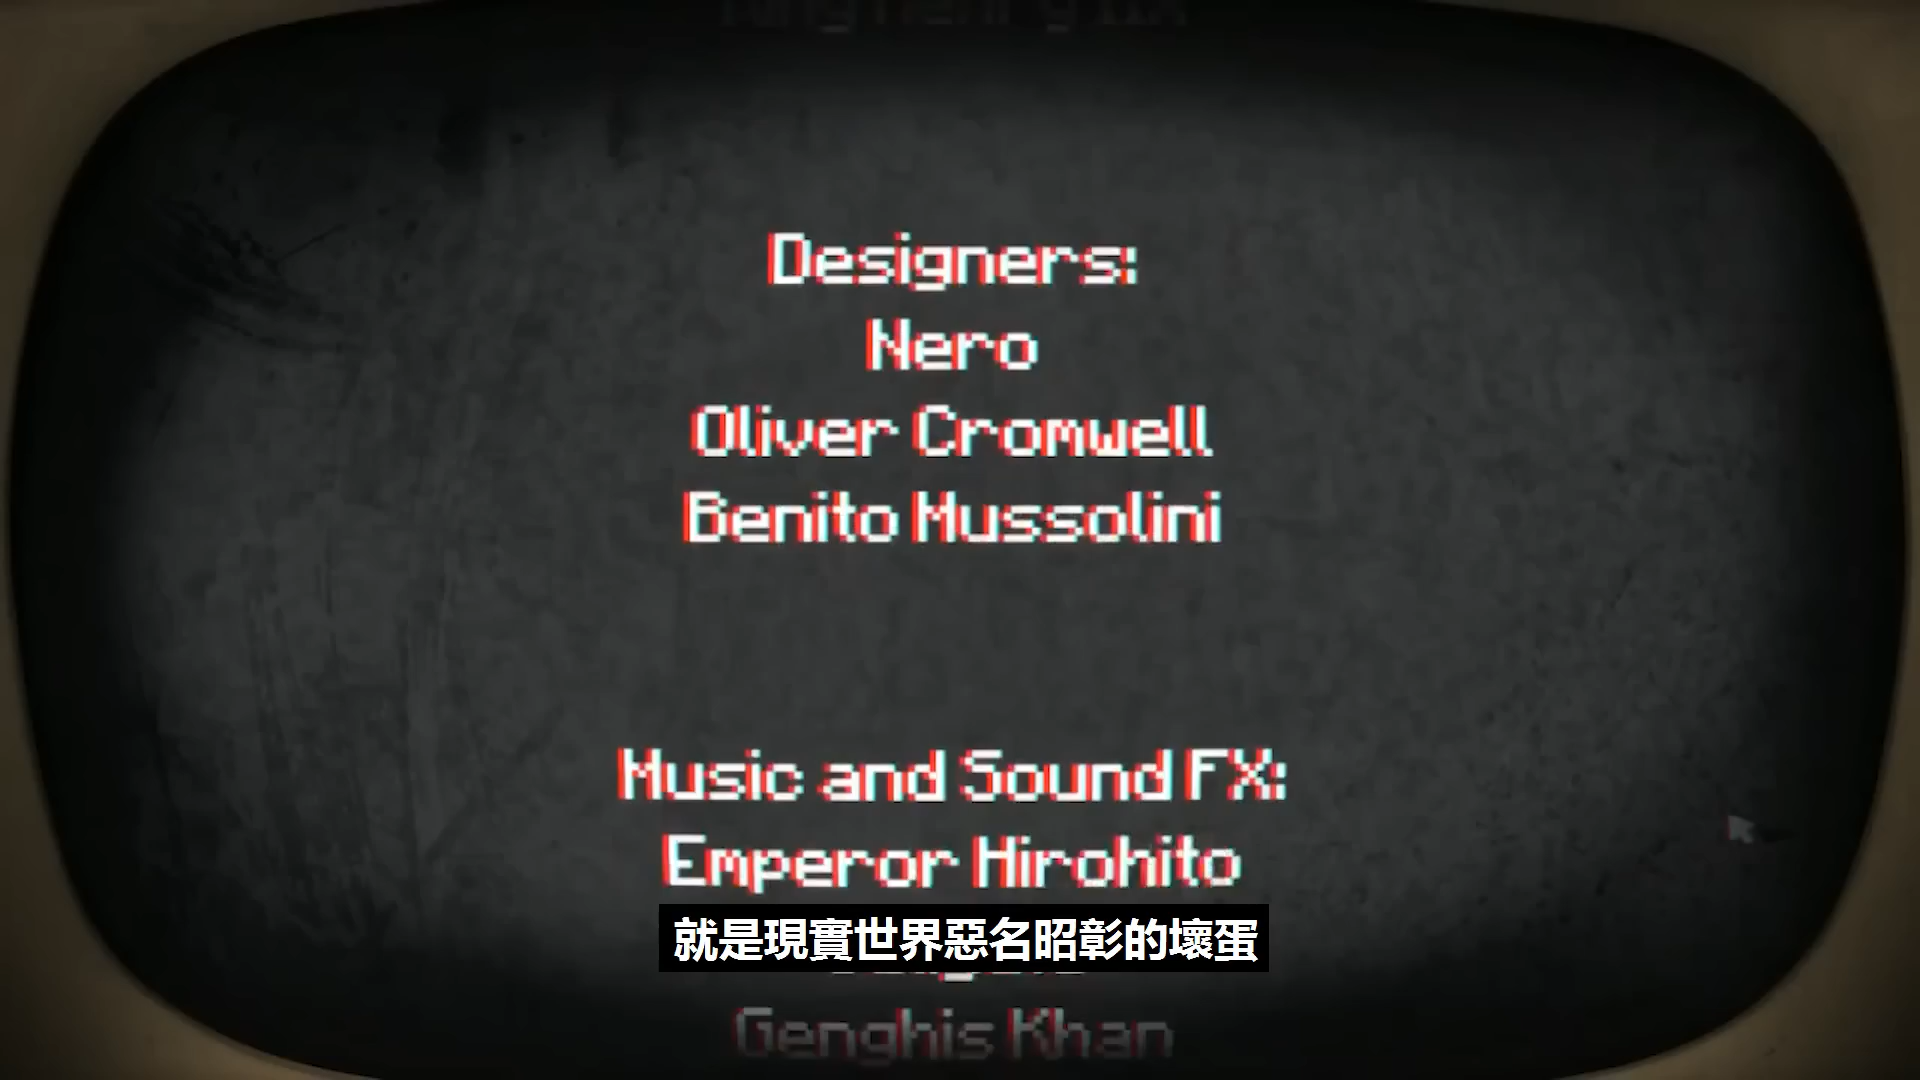 Designers:
Nero
Oliver Cromwell
Benito Mussolini
Music and Sound FX:
Emperor Hirohito
就是現實世界惡名昭彰的壞蛋
Genghis Khan